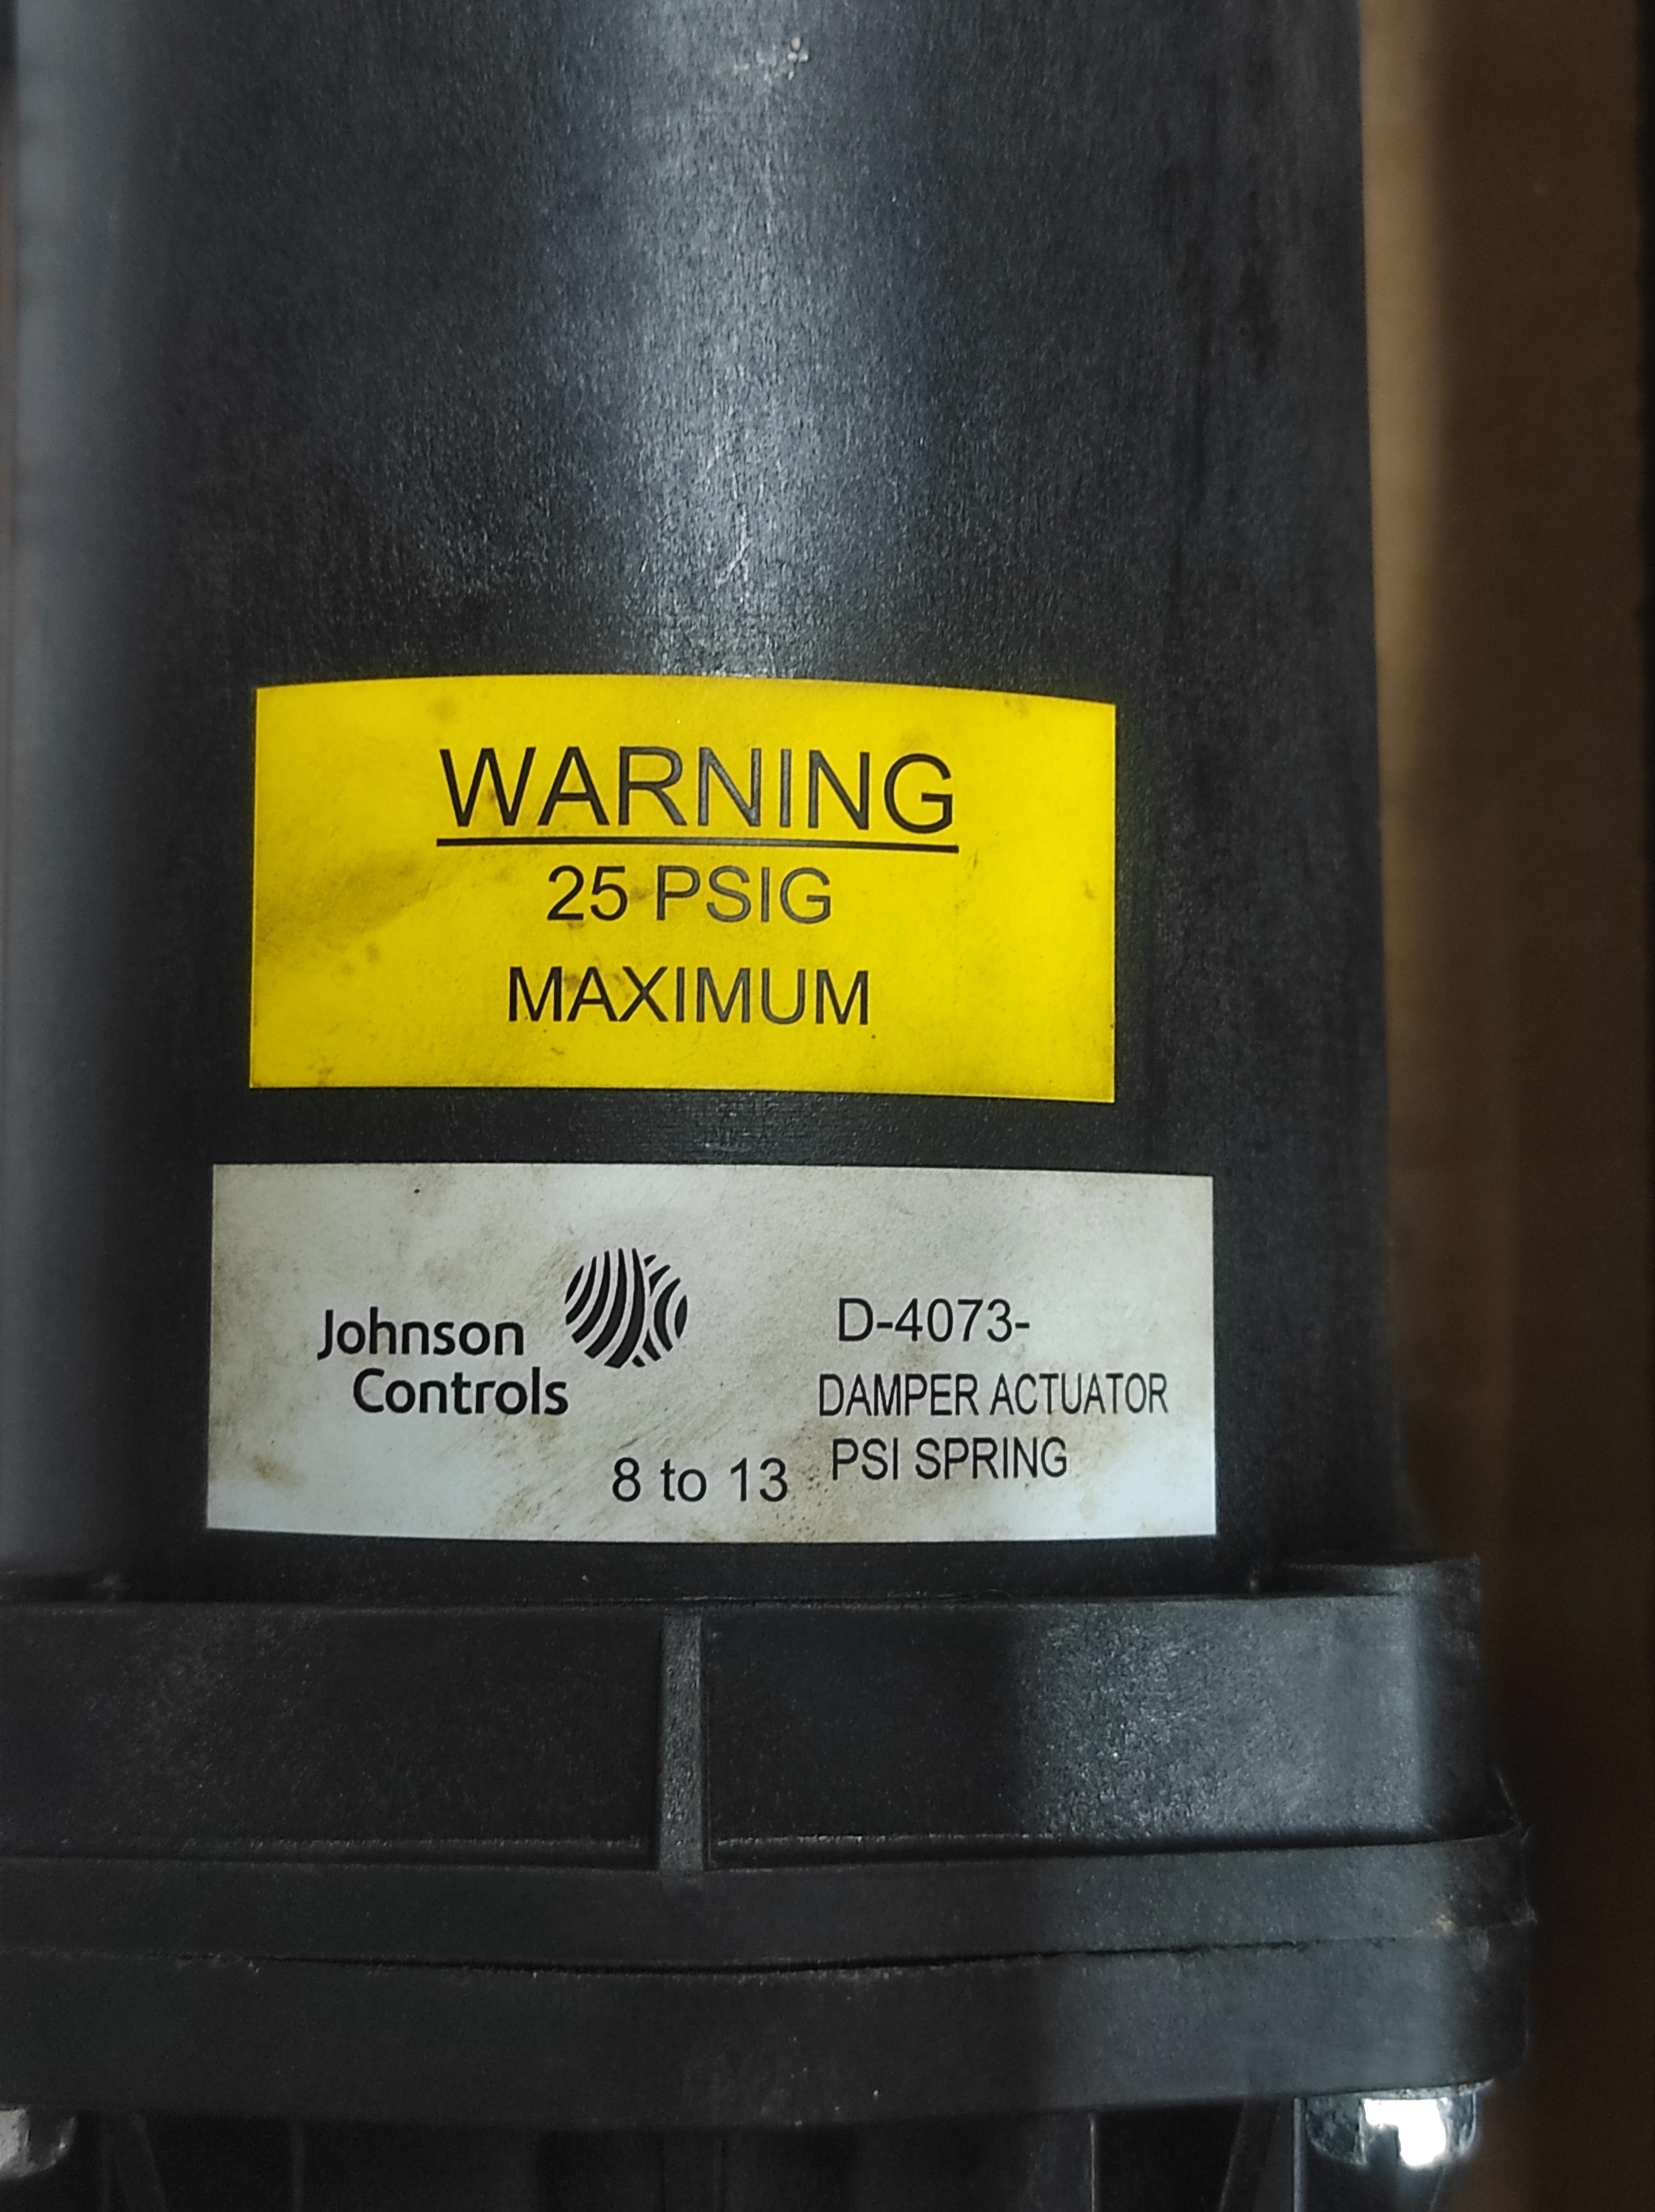 WARNING
25 PSIG
MAXIMUM
Johnson
Controls
D-4073-
DAMPER ACTUATOR
8 to 13 PSI SPRING